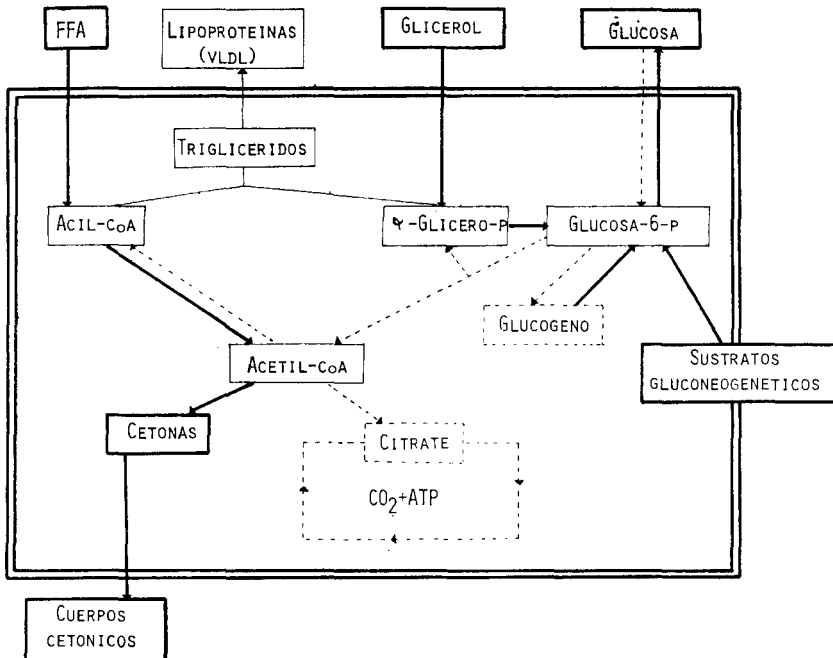 FFA
LIPOPROTEINAS
(VLDL)
GLICEROL
GLUCOSA
TRIGLICERIDOS
ACIL-COA
α-GLICERO-P
GLUCOSA-6-P
GLUCOGENO
ACETIL-COA
SUSTRATOS
GLUCONEOGENETICOS
CETONAS
CITRATE
CO2+ATP
CUERPOS
CETONICOS